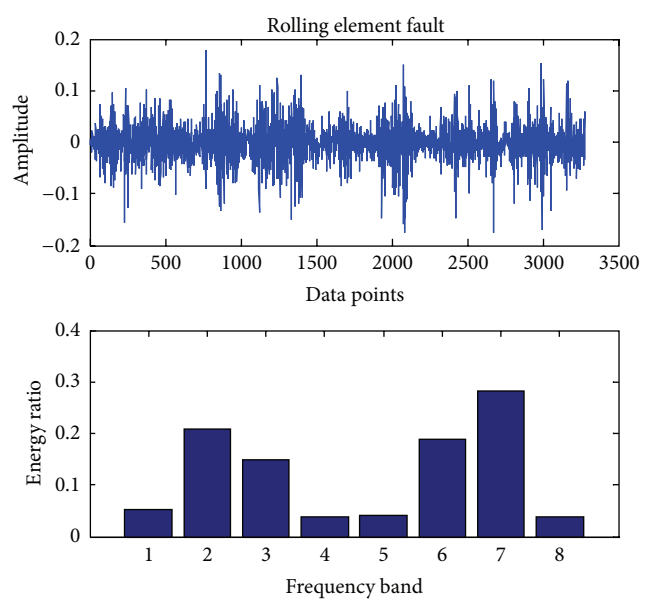 Rolling element fault
0.2
0.1
0
−0.1
−0.2
Amplitude
0 500 1000 1500 2000 2500 3000 3500
Data points
0.4
0.3
0.2
0.1
0
Energy ratio
1 2 3 4 5 6 7 8
Frequency band